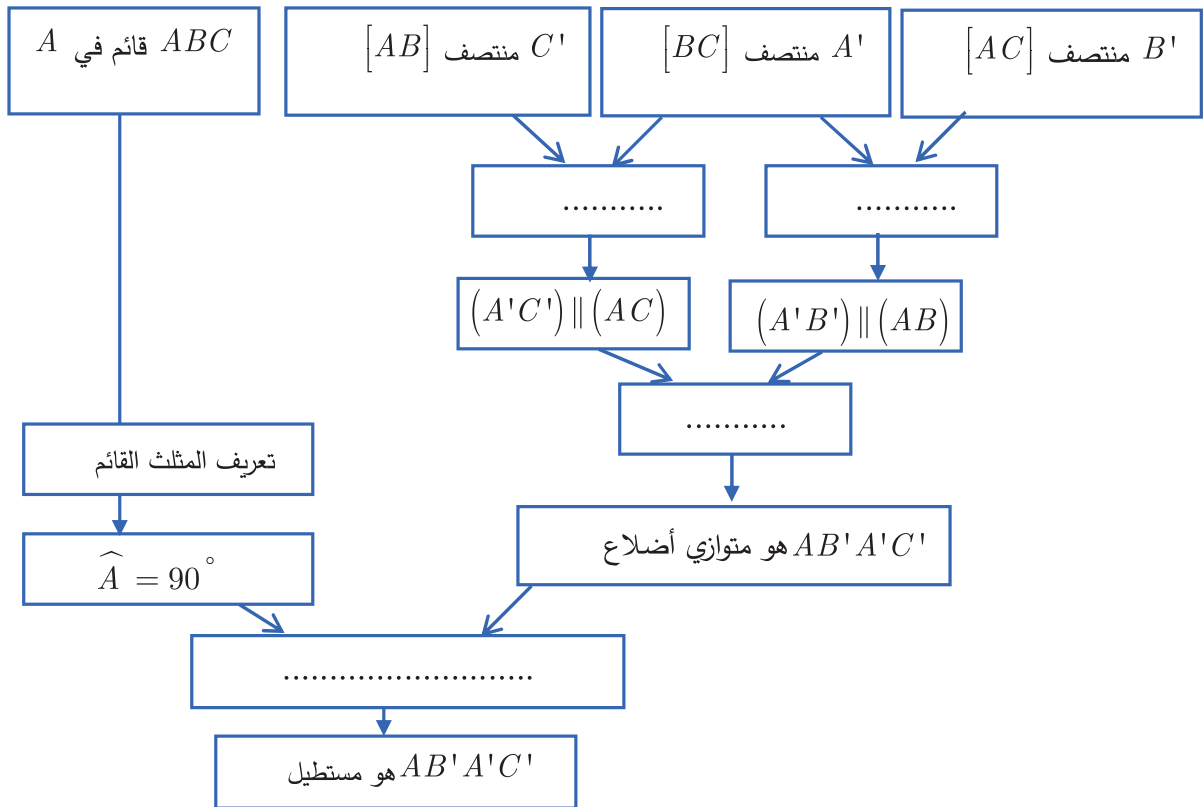 B' منتصف [AC]
A' منتصف [BC]
C' منتصف [AB]
ABC قائم في A
...........
...........
(A'B') ∥ (AB)
(A'C') ∥ (AC)
...........
تعريف المثلث القائم
AB'A'C' هو متوازي أضلاع
Â = 90°
...........................
AB'A'C' هو مستطيل